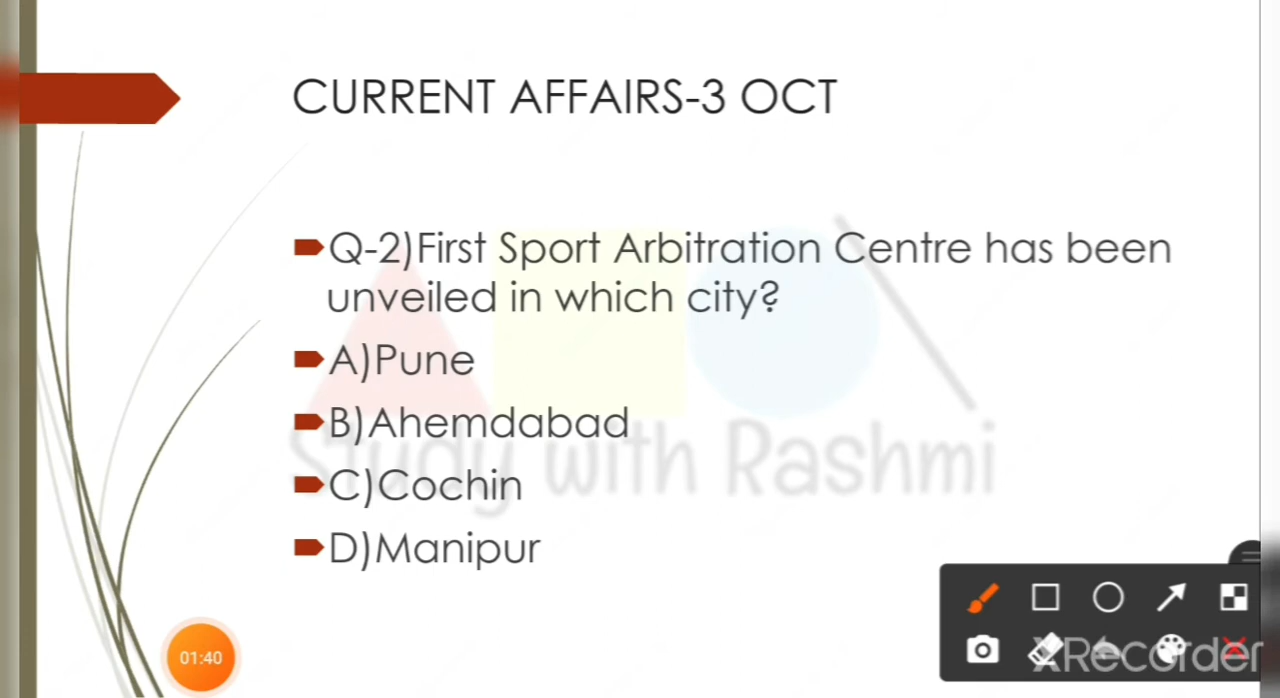 CURRENT AFFAIRS-3 OCT
Q-2)First Sport Arbitration Centre has been
unveiled in which city?
A)Pune
B)Ahemdabad
C)Cochin
D)Manipur
Study with Rashmi
01:40
XRecorder